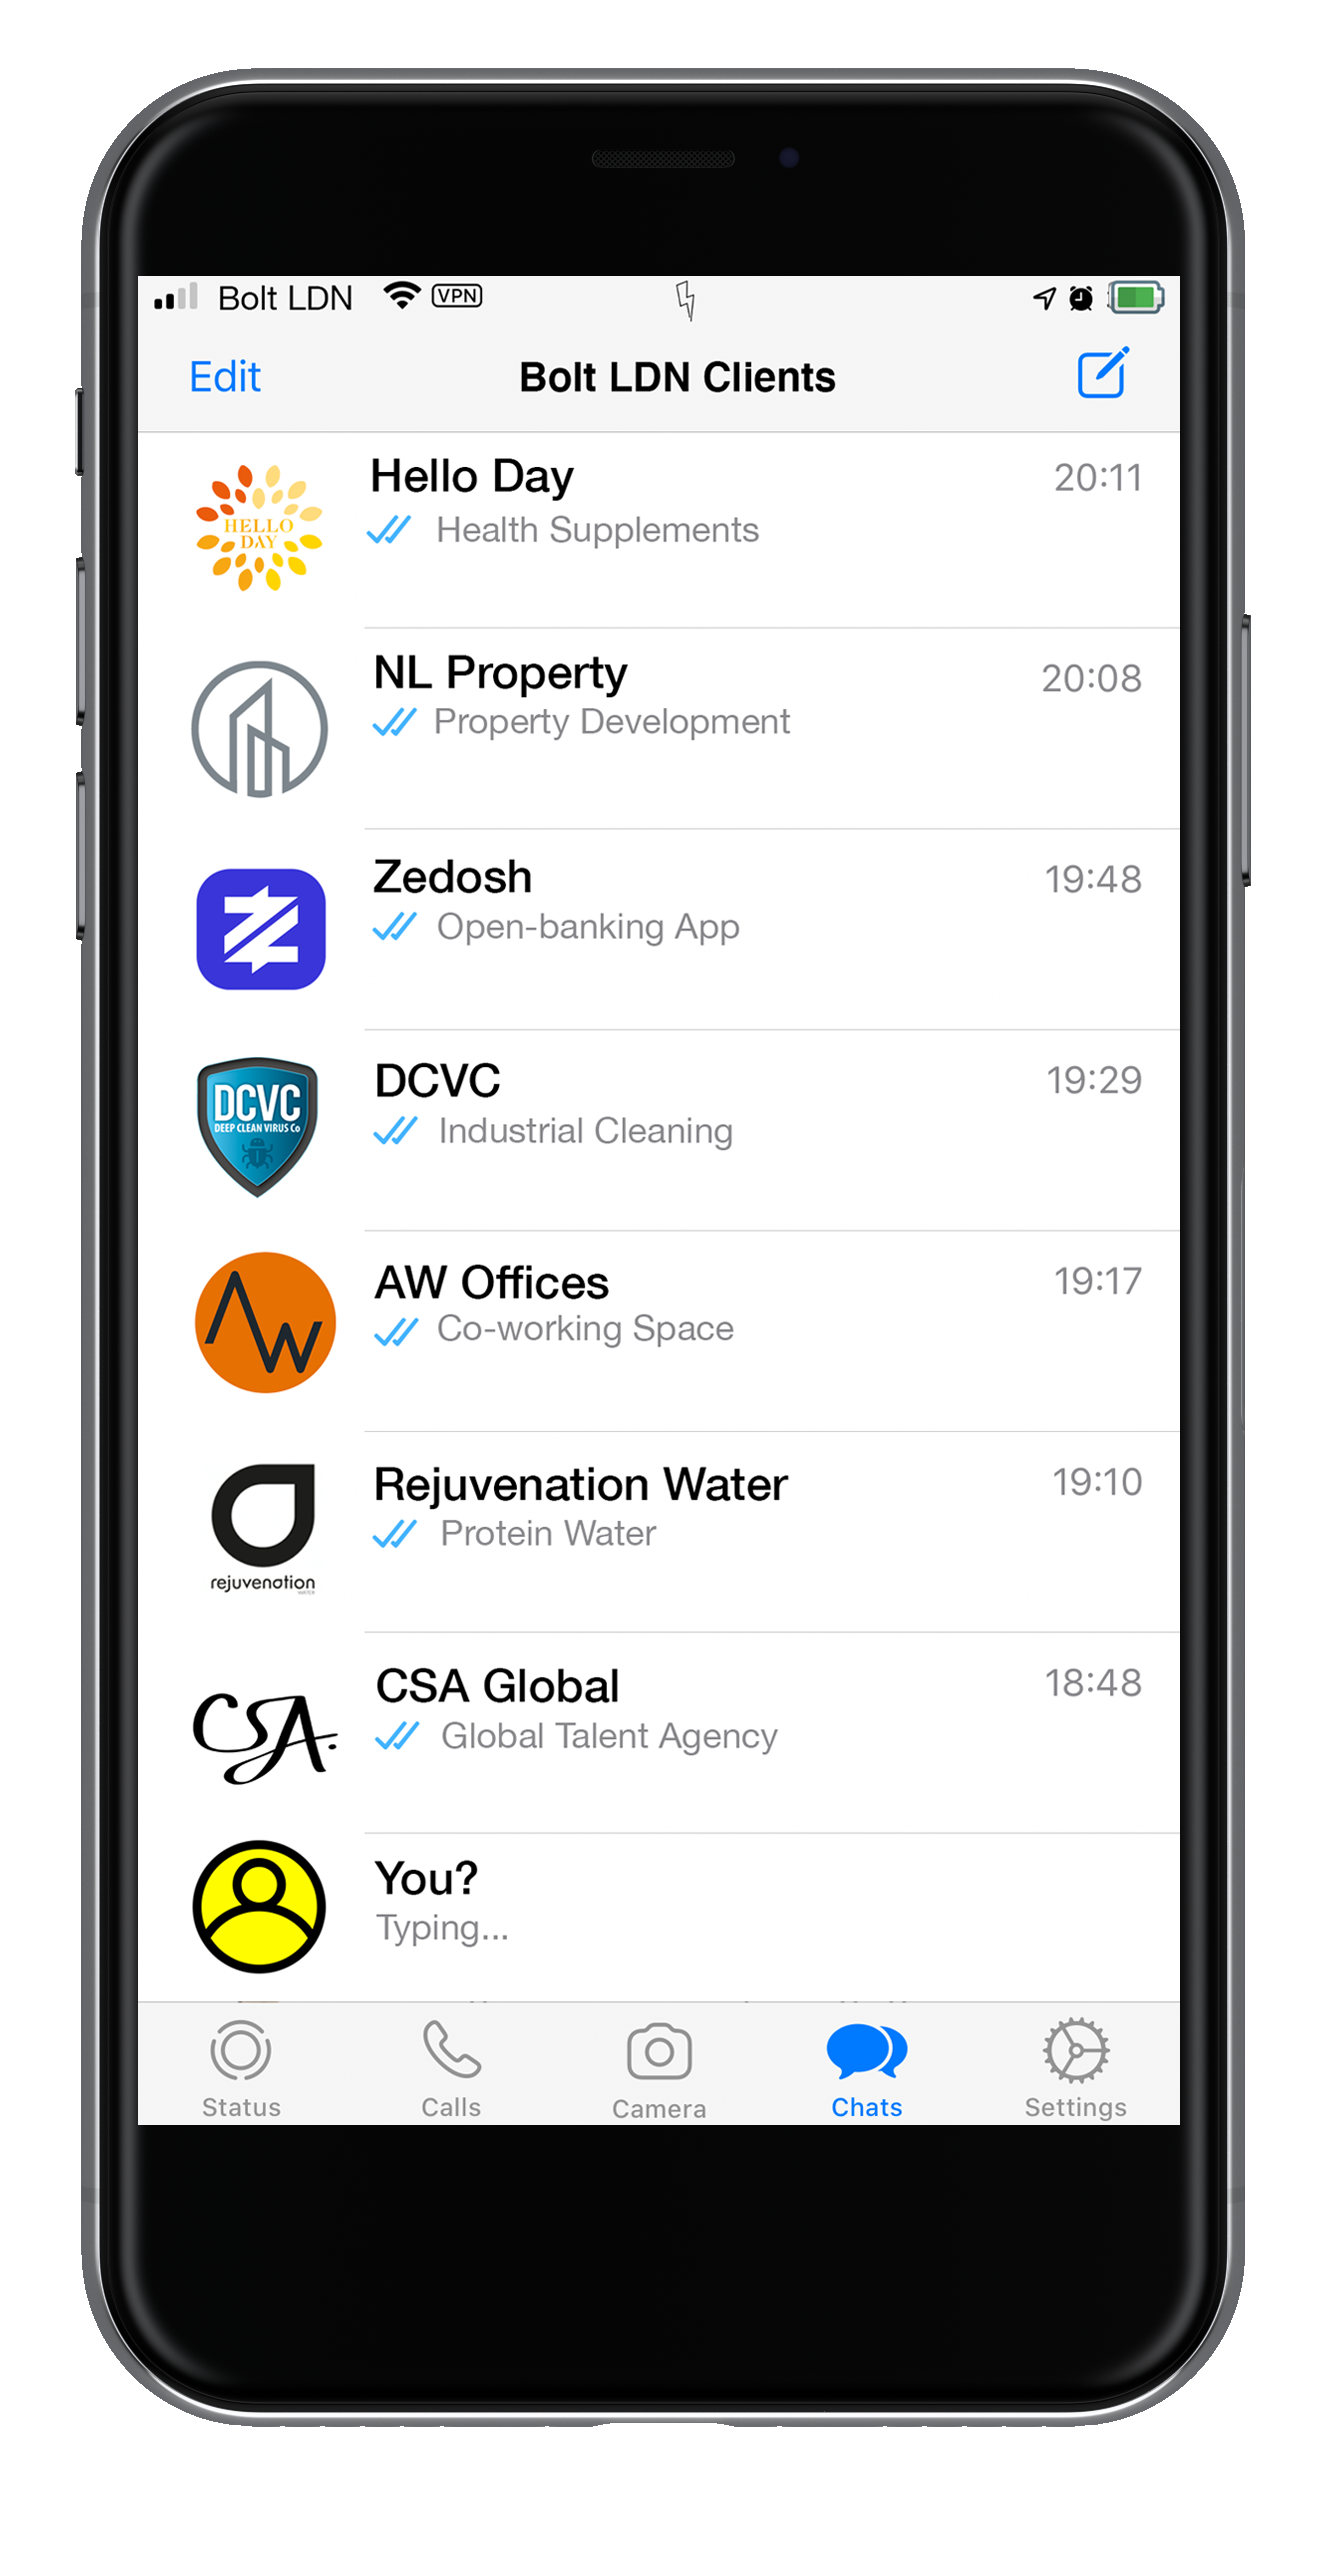 Bolt LDN VPN
Edit Bolt LDN Clients
Hello Day 20:11
HELLO
DAY
Health Supplements
NL Property 20:08
Property Development
Zedosh 19:48
Open-banking App
DCVC 19:29
DCVC
DEEP CLEAN VIRUS Co
Industrial Cleaning
AW Offices 19:17
AW
Co-working Space
Rejuvenation Water 19:10
Protein Water
rejuvenation
CSA Global 18:48
CSA.
Global Talent Agency
You?
Typing...
Status Calls Camera Chats Settings